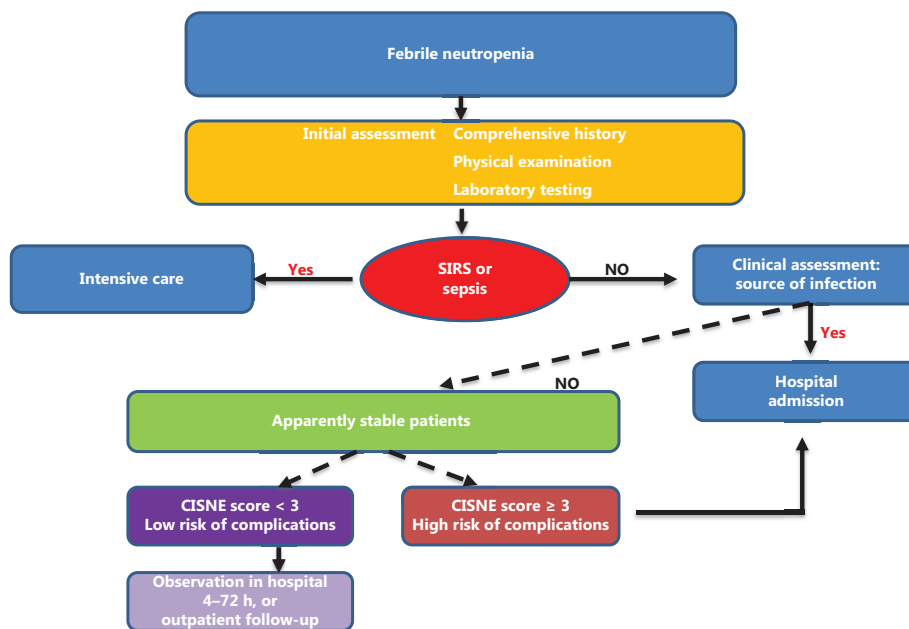 Febrile neutropenia
Initial assessment Comprehensive history
Physical examination
Laboratory testing
SIRS or
sepsis
Yes
NO
Intensive care
Clinical assessment:
source of infection
Yes
NO
Hospital
admission
Apparently stable patients
CISNE score < 3
Low risk of complications
CISNE score ≥ 3
High risk of complications
Observation in hospital
4–72 h, or
outpatient follow-up